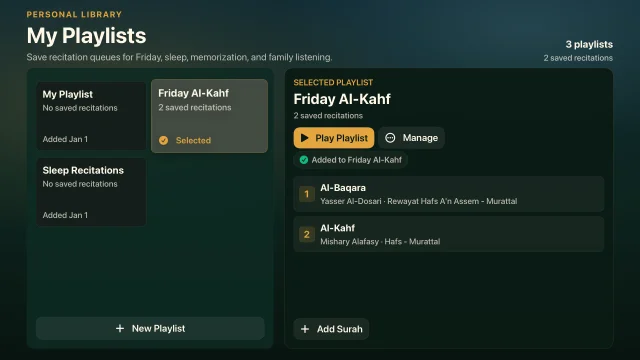 PERSONAL LIBRARY
My Playlists
Save recitation queues for Friday, sleep, memorization, and family listening.
3 playlists
2 saved recitations
My Playlist
No saved recitations
Added Jan 1
Friday Al-Kahf
2 saved recitations
Selected
Sleep Recitations
No saved recitations
Added Jan 1
New Playlist
SELECTED PLAYLIST
Friday Al-Kahf
2 saved recitations
Play Playlist
Manage
Added to Friday Al-Kahf
1
Al-Baqara
Yasser Al-Dosari · Rewayat Hafs A'n Assem - Murattal
2
Al-Kahf
Mishary Alafasy · Hafs - Murattal
Add Surah